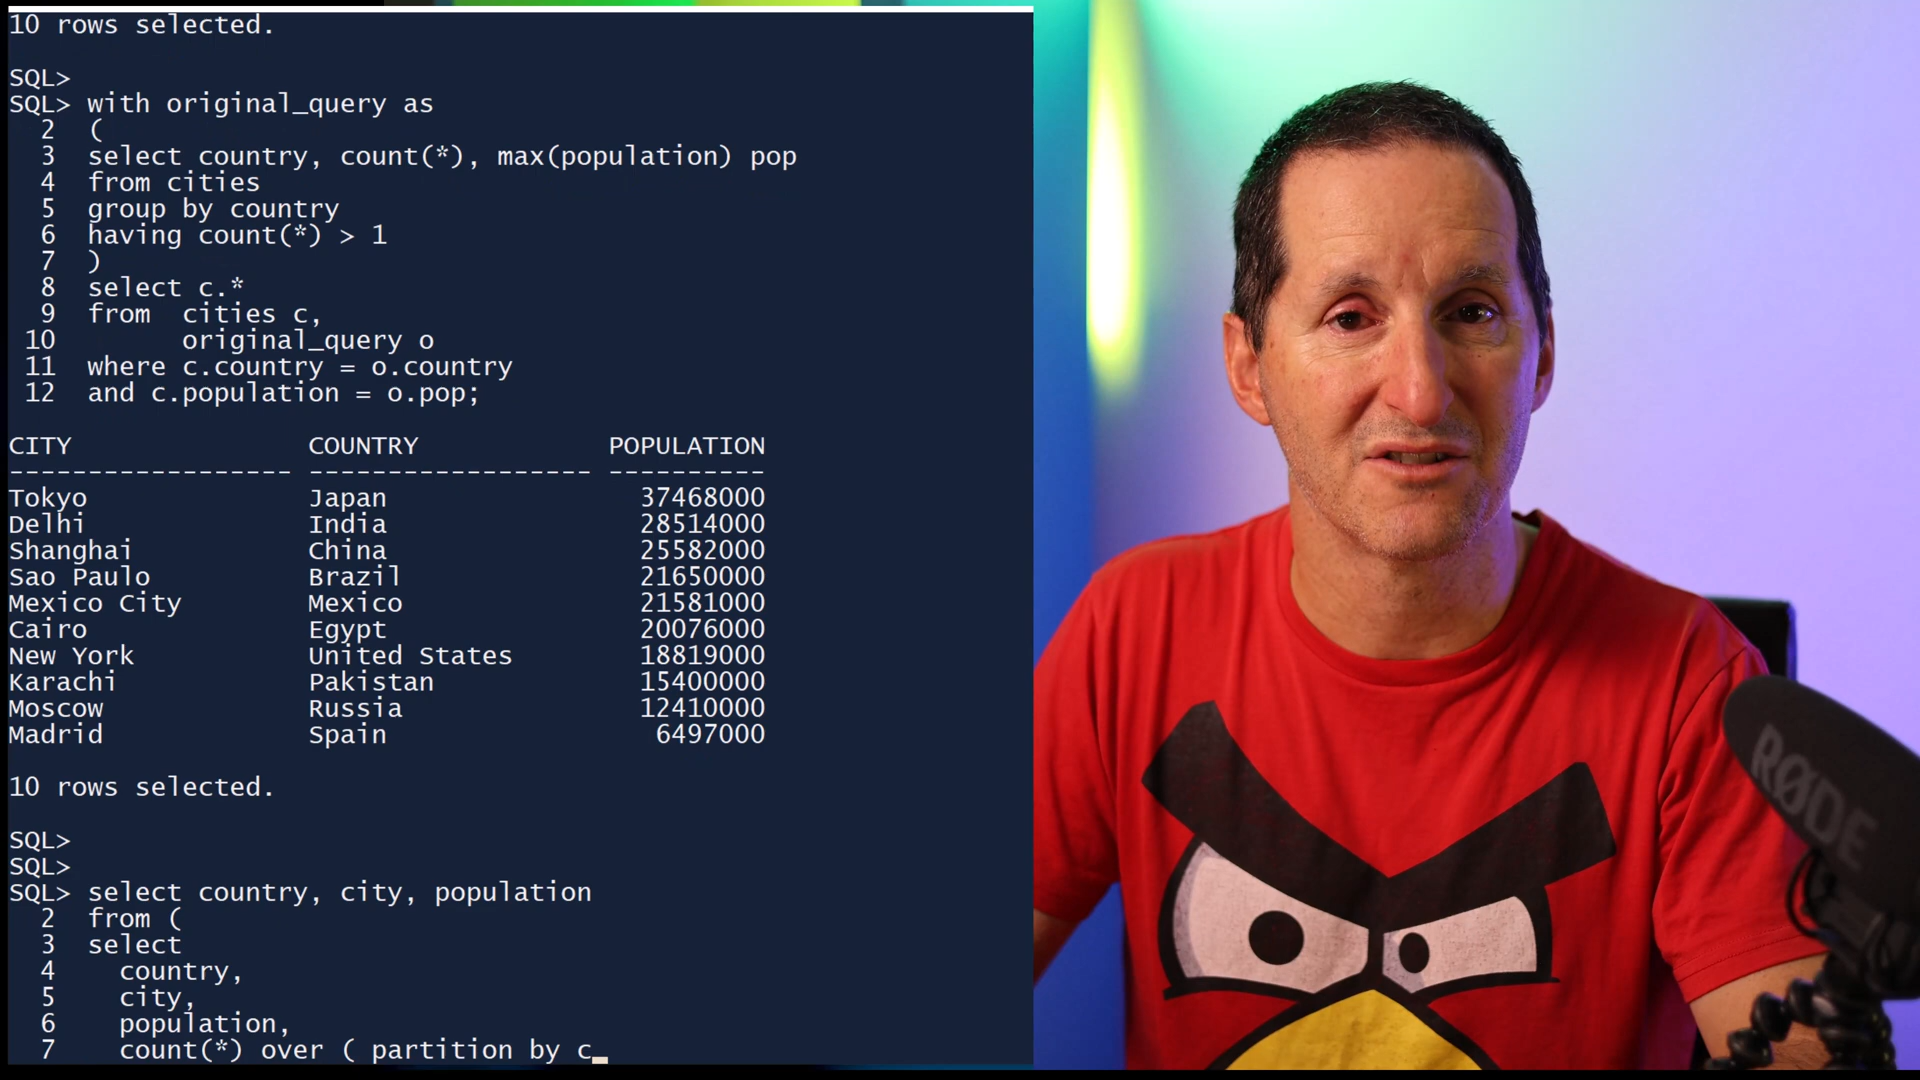 10 rows selected.
SQL>
SQL> with original_query as
2 (
3 select country, count(*), max(population) pop
4 from cities
5 group by country
6 having count(*) > 1
7 )
8 select c.*
9 from cities c,
10 original_query o
11 where c.country = o.country
12 and c.population = o.pop;
CITY COUNTRY POPULATION
------------------ ------------------ ----------
Tokyo Japan 37468000
Delhi India 28514000
Shanghai China 25582000
Sao Paulo Brazil 21650000
Mexico City Mexico 21581000
Cairo Egypt 20076000
New York United States 18819000
Karachi Pakistan 15400000
Moscow Russia 12410000
Madrid Spain 6497000
10 rows selected.
SQL>
SQL>
SQL> select country, city, population
2 from (
3 select
4 country,
5 city,
6 population,
7 count(*) over ( partition by c
RØDE